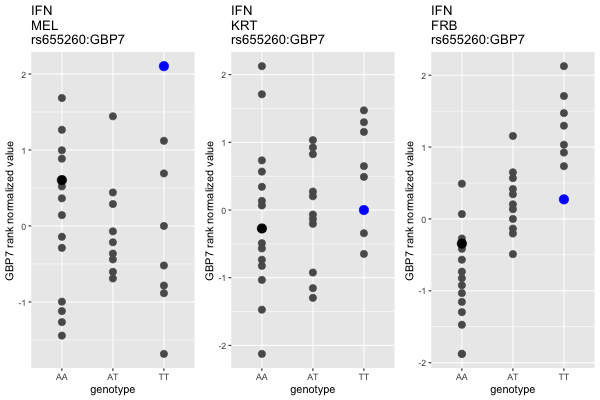 IFN
MEL
rs655260:GBP7
GBP7 rank normalized value
2
1
0
-1
AA
AT
TT
genotype
IFN
KRT
rs655260:GBP7
GBP7 rank normalized value
2
1
0
-1
-2
AA
AT
TT
genotype
IFN
FRB
rs655260:GBP7
GBP7 rank normalized value
2
1
0
-1
-2
AA
AT
TT
genotype